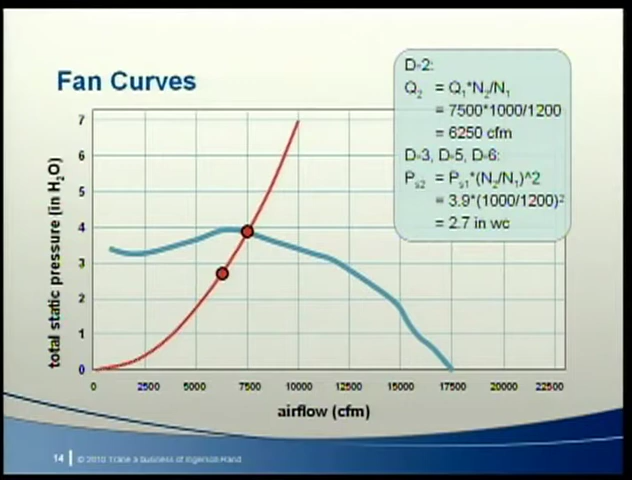 Fan Curves
D-2:
Q2 = Q1*N2/N1
= 7500*1000/1200
= 6250 cfm
D-3, D-5, D-6:
Ps2 = Ps1*(N2/N1)^2
= 3.9*(1000/1200)²
= 2.7 in wc
total static pressure (in H2O)
7
6
5
4
3
2
1
0
0 2500 5000 7500 10000 12500 15000 17500 20000 22500
airflow (cfm)
14 © 2010 Trane a business of Ingersoll-Rand